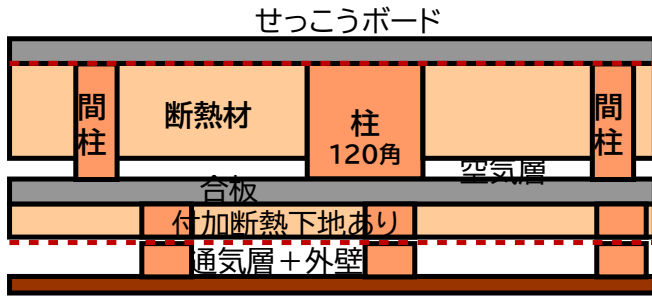 せっこうボード
間柱
断熱材
柱
120角
間柱
空気層
合板
付加断熱下地あり
通気層＋外壁